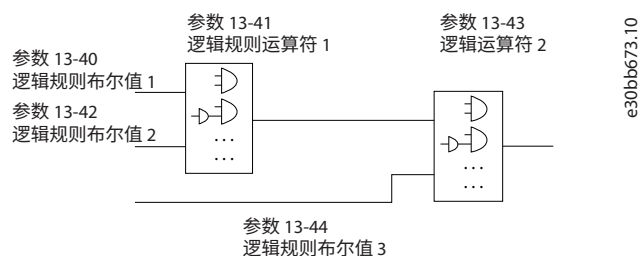 参数 13-41
逻辑规则运算符 1
参数 13-43
逻辑运算符 2
参数 13-40
逻辑规则布尔值 1
参数 13-42
逻辑规则布尔值 2
...
...
...
...
参数 13-44
逻辑规则布尔值 3
e30bb673.10